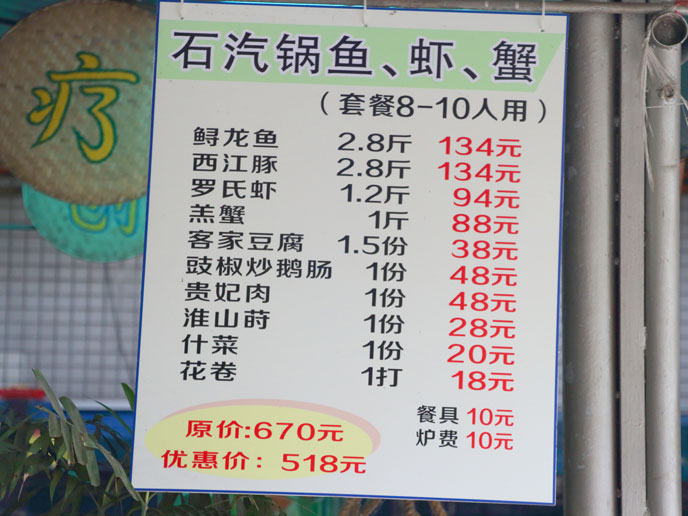 疗
石汽锅鱼、虾、蟹
（套餐8-10人用）
鲟龙鱼 2.8斤 134元
西江豚 2.8斤 134元
罗氏虾 1.2斤 94元
羔蟹 1斤 88元
客家豆腐 1.5份 38元
豉椒炒鹅肠 1份 48元
贵妃肉 1份 48元
淮山莳 1份 28元
什菜 1份 20元
花卷 1打 18元
餐具 10元
炉费 10元
原价:670元
优惠价：518元